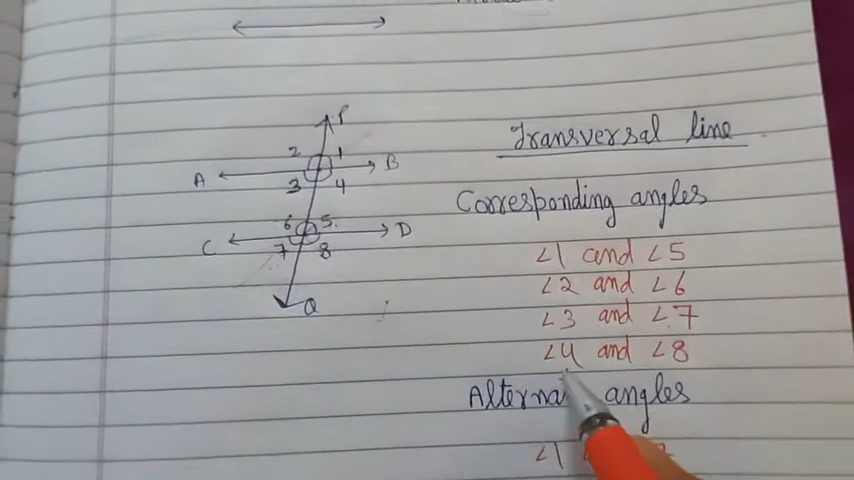 P
2 1
A B
3 4
6 5
C D
7 8
Q
Transversal line
Corresponding angles
∠1 and ∠5
∠2 and ∠6
∠3 and ∠7
∠4 and ∠8
angles
∠1